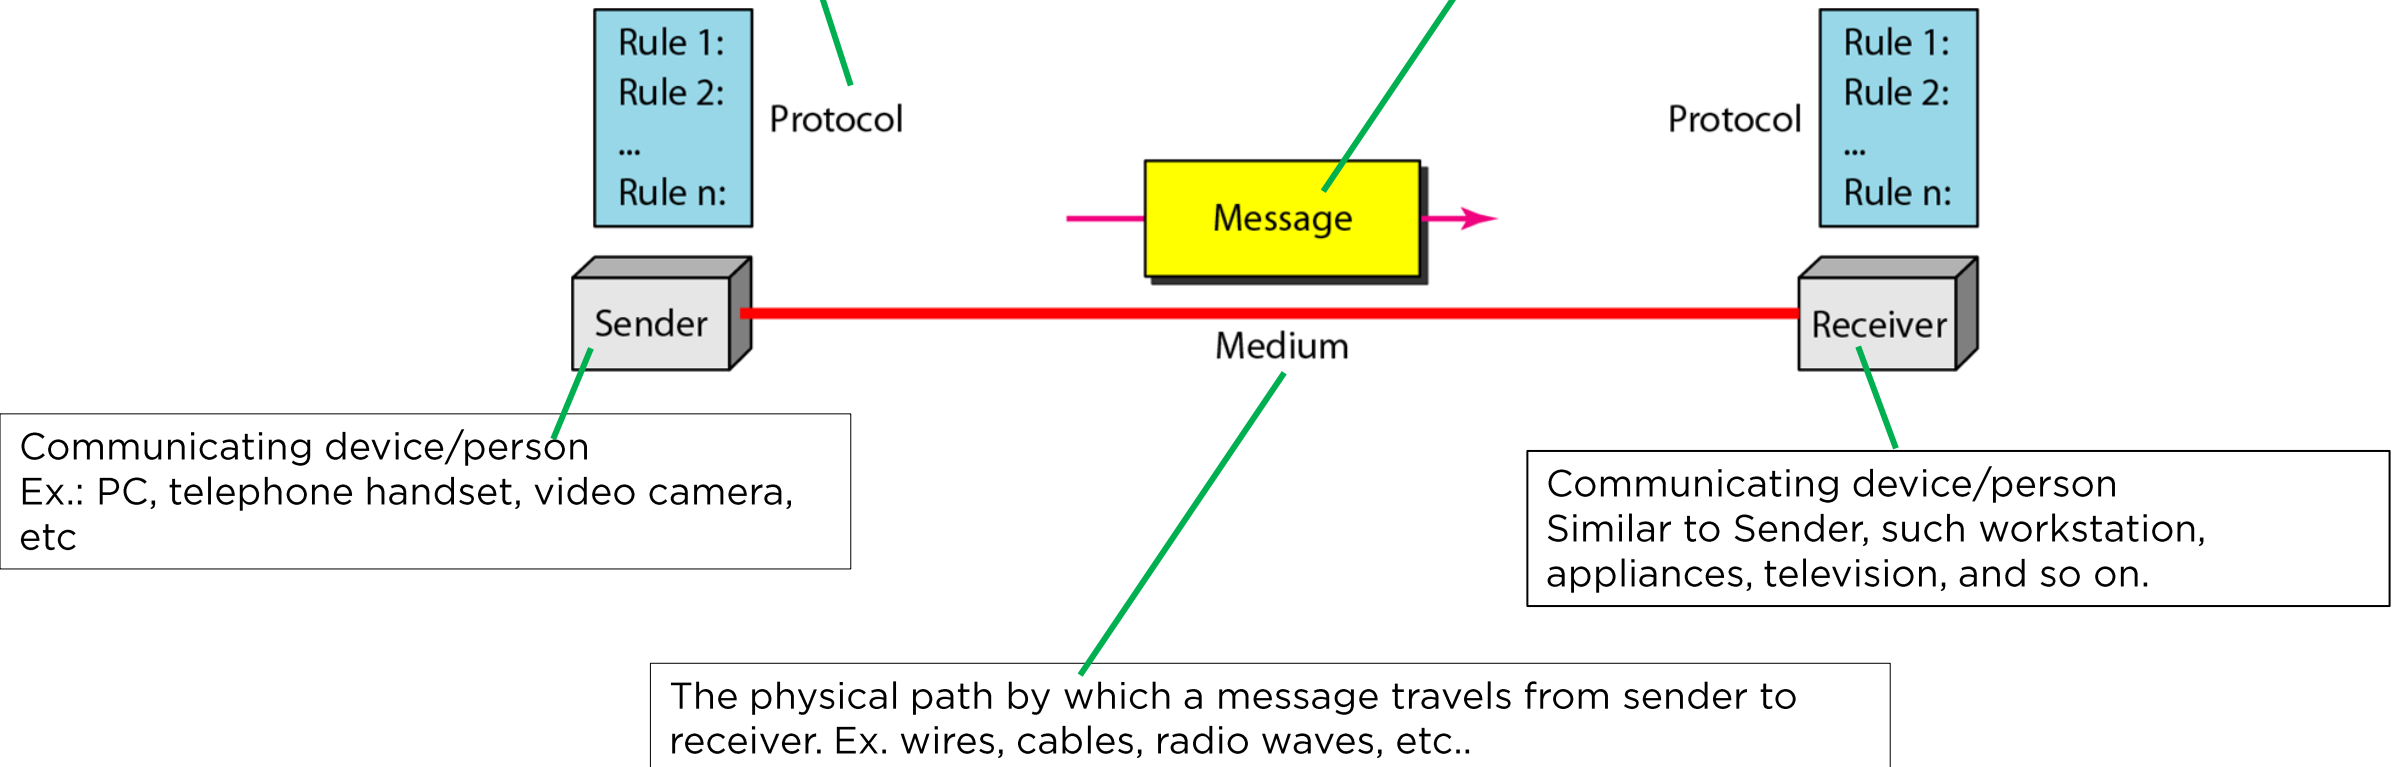 Rule 1:
Rule 2:
...
Rule n:
Protocol
Message
Protocol
Rule 1:
Rule 2:
...
Rule n:
Sender
Medium
Receiver
Communicating device/person
Ex.: PC, telephone handset, video camera,
etc
Communicating device/person
Similar to Sender, such workstation,
appliances, television, and so on.
The physical path by which a message travels from sender to
receiver. Ex. wires, cables, radio waves, etc..